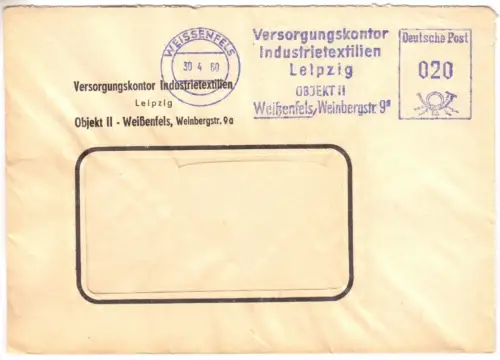 WEISSENFELS
30.4.60
Versorgungskontor
Industrietextilien
Leipzig
OBJEKT II
Weißenfels, Weinbergstr. 9a
Deutsche Post
020
Versorgungskontor Industrietextilien
Leipzig
Objekt II - Weißenfels, Weinbergstr. 9a